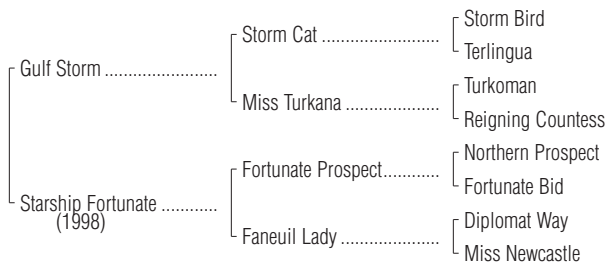 Storm Bird
Storm Cat ........................
Terlingua
Gulf Storm .......................
Turkoman
Miss Turkana ...................
Reigning Countess
Northern Prospect
Fortunate Prospect............
Fortunate Bid
Starship Fortunate ............
(1998)
Diplomat Way
Faneuil Lady ....................
Miss Newcastle